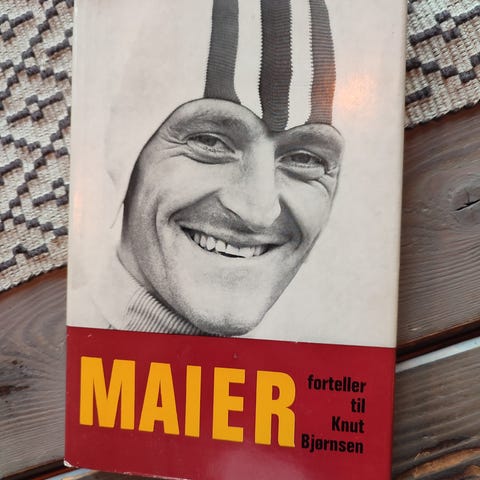 MAIER
forteller
til
Knut
Bjørnsen